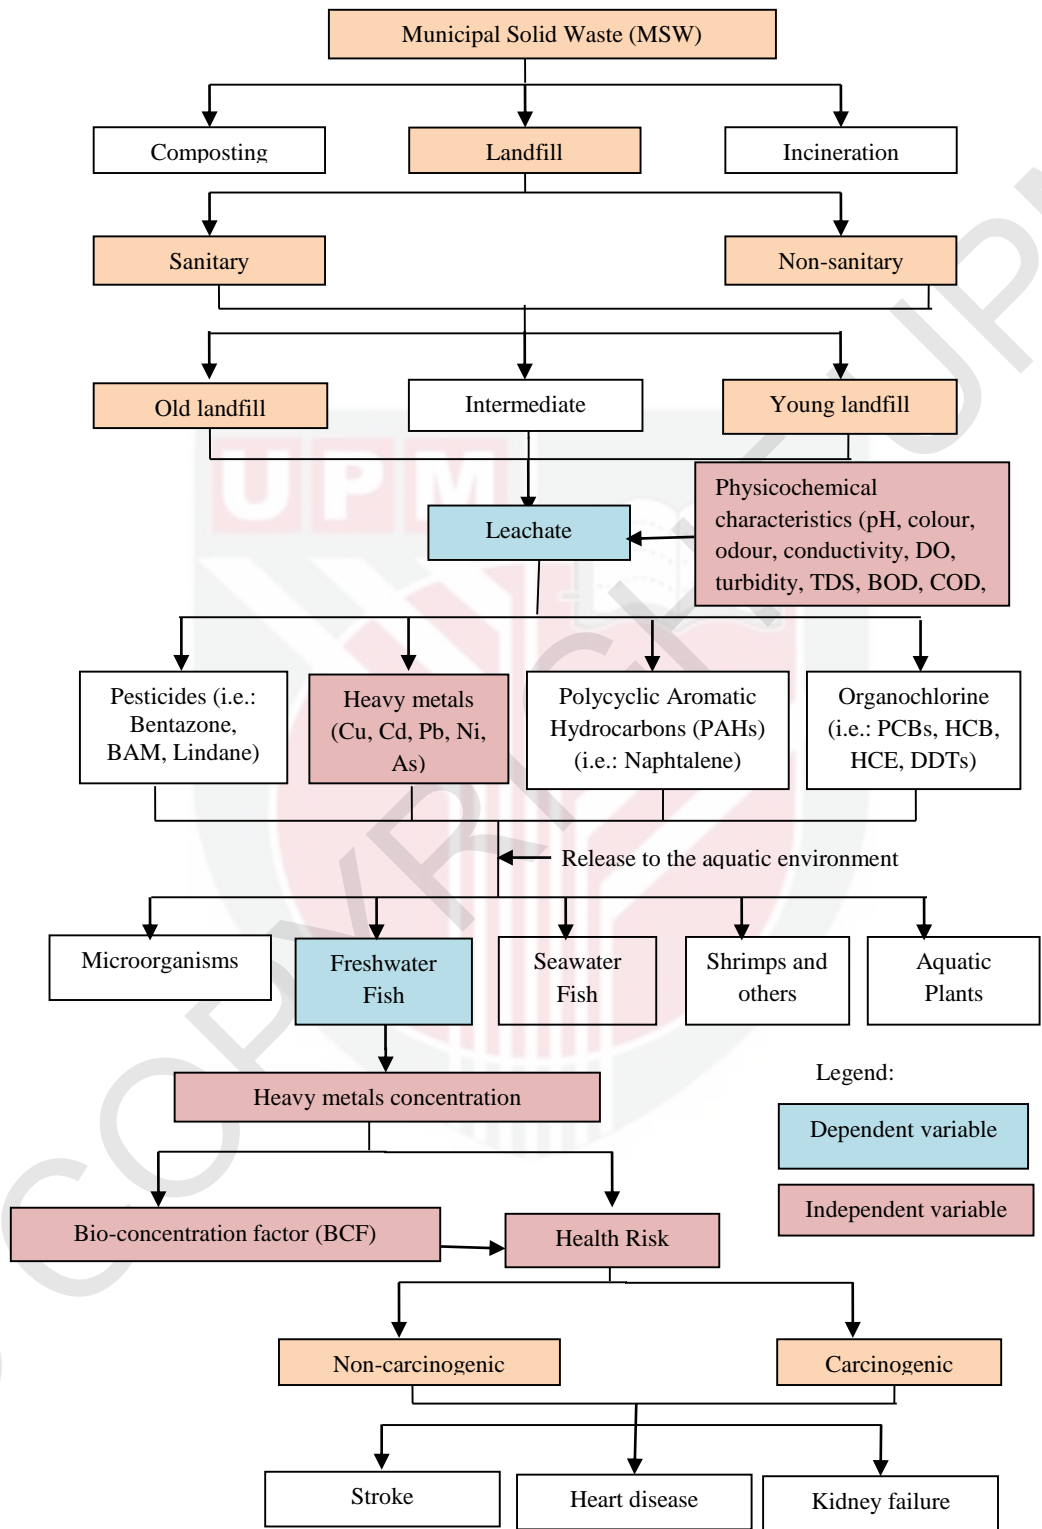 Municipal Solid Waste (MSW)
Composting
Landfill
Incineration
Sanitary
Non-sanitary
Old landfill
Intermediate
Young landfill
UPM
Physicochemical
characteristics (pH, colour,
odour, conductivity, DO,
turbidity, TDS, BOD, COD,
Leachate
Pesticides (i.e.:
Bentazone,
BAM, Lindane)
Heavy metals
(Cu, Cd, Pb, Ni,
As)
Polycyclic Aromatic
Hydrocarbons (PAHs)
(i.e.: Naphtalene)
Organochlorine
(i.e.: PCBs, HCB,
HCE, DDTs)
Release to the aquatic environment
Microorganisms
Freshwater
Fish
Seawater
Fish
Shrimps and
others
Aquatic
Plants
Heavy metals concentration
Legend:
Dependent variable
Independent variable
Bio-concentration factor (BCF)
Health Risk
Non-carcinogenic
Carcinogenic
Stroke
Heart disease
Kidney failure
COPYRIGHT UPM